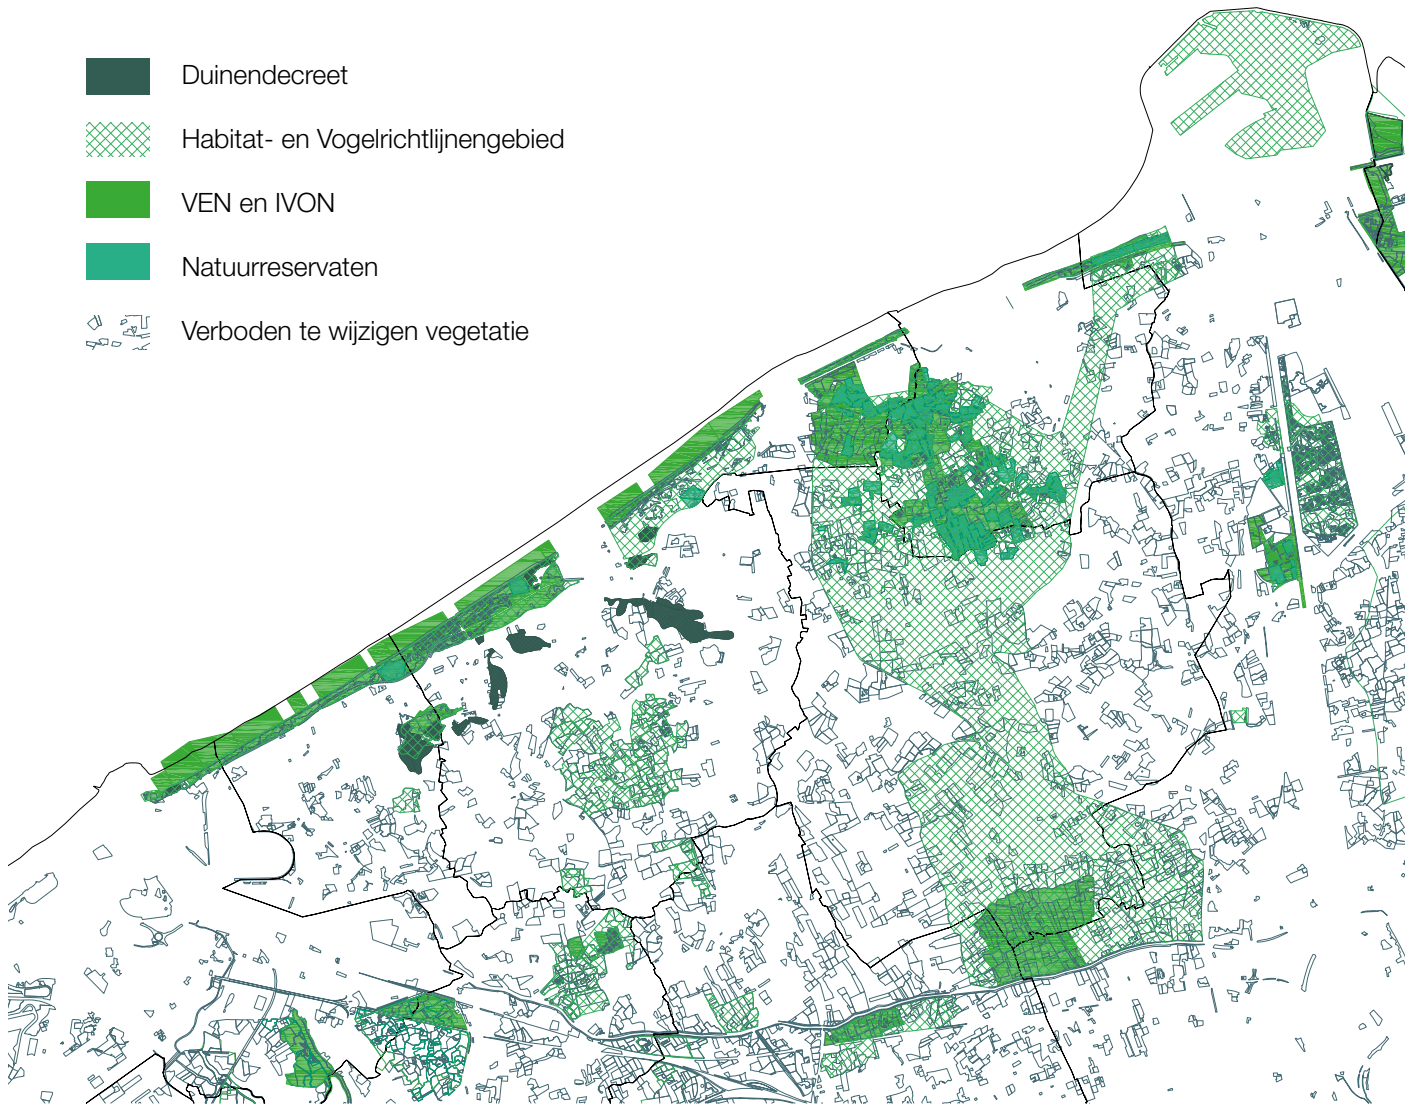 Duinendecreet
Habitat- en Vogelrichtlijnengebied
VEN en IVON
Natuurreservaten
Verboden te wijzigen vegetatie